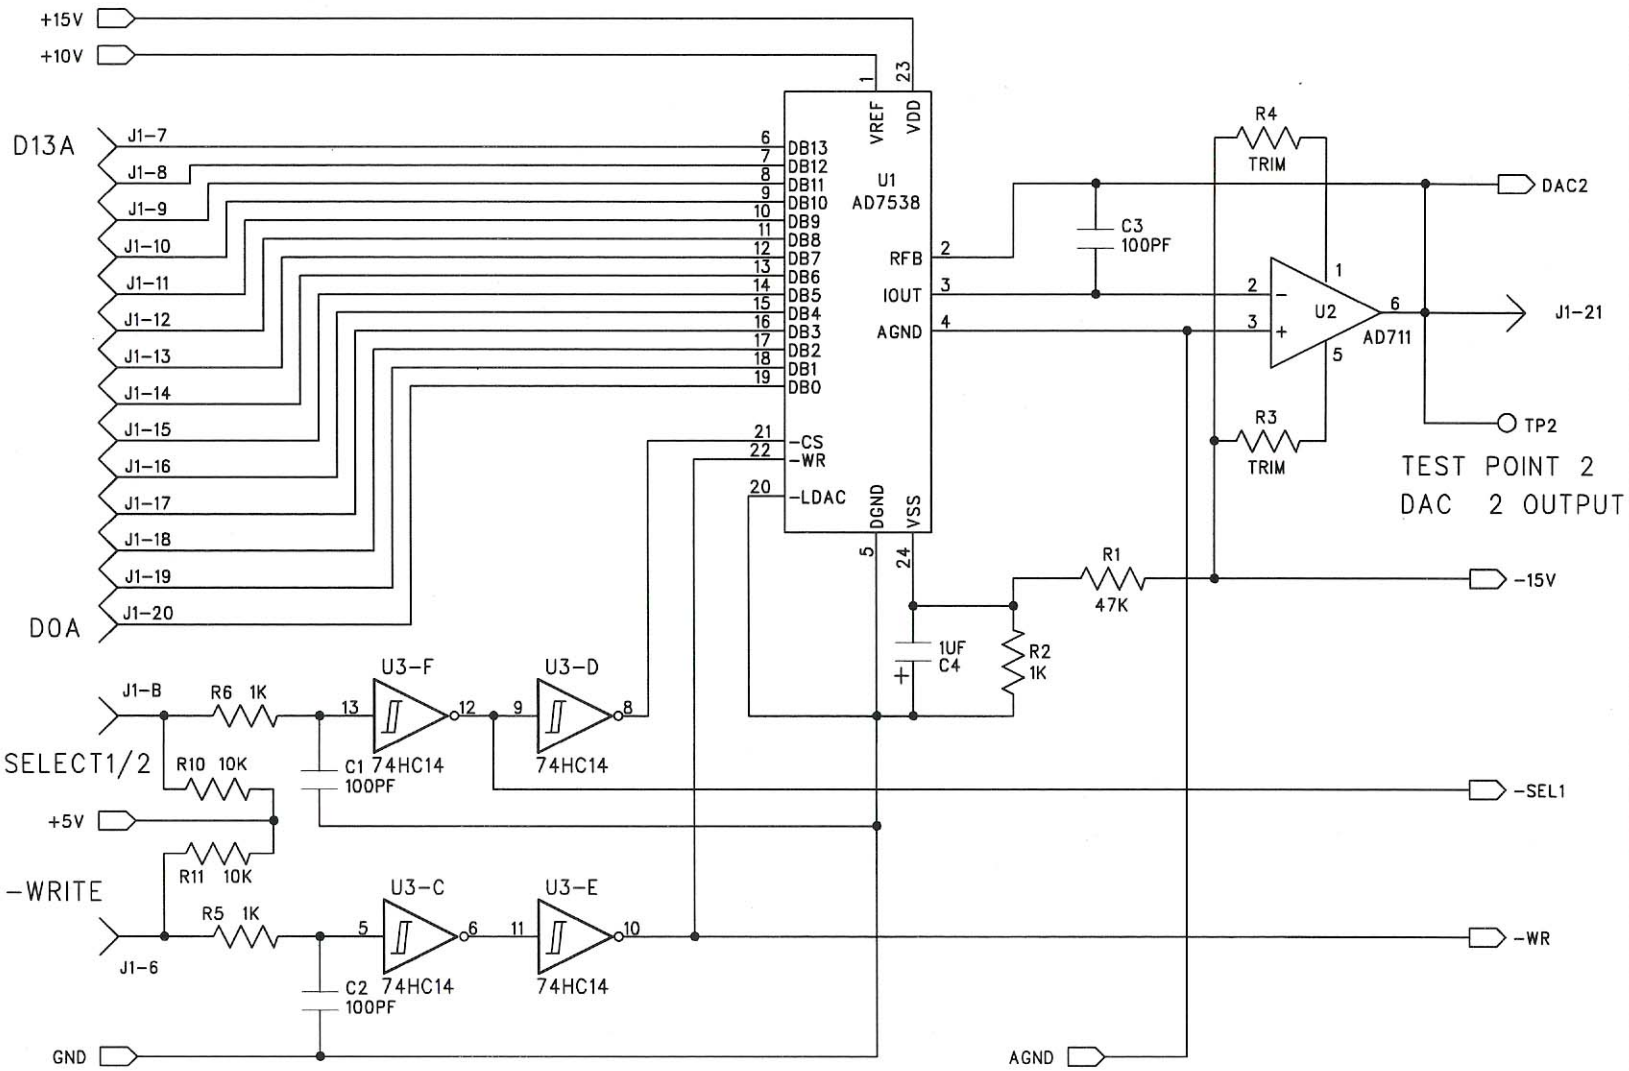 +15V
+10V
1
23
VREF
VDD
D13A
J1-7
J1-8
J1-9
J1-10
J1-11
J1-12
J1-13
J1-14
J1-15
J1-16
J1-17
J1-18
J1-19
J1-20
D0A
6 DB13
7 DB12
8 DB11
9 DB10
10 DB9
11 DB8
12 DB7
13 DB6
14 DB5
15 DB4
16 DB3
17 DB2
18 DB1
19 DB0
21 -CS
22 -WR
20 -LDAC
U1
AD7538
RFB 2
IOUT 3
AGND 4
DGND
VSS
5
24
C3
100PF
R4
TRIM
DAC2
1
2 -
3 +
U2
6
AD711
5
J1-21
R3
TRIM
TP2
TEST POINT 2
DAC 2 OUTPUT
R1
47K
-15V
1UF
C4
+
R2
1K
J1-B
R6 1K
U3-F
13
12
74HC14
U3-D
9
8
74HC14
SELECT1/2
R10 10K
C1
100PF
-SEL1
+5V
R11 10K
-WRITE
R5 1K
J1-6
U3-C
5
6
74HC14
U3-E
11
10
74HC14
-WR
C2
100PF
GND
AGND